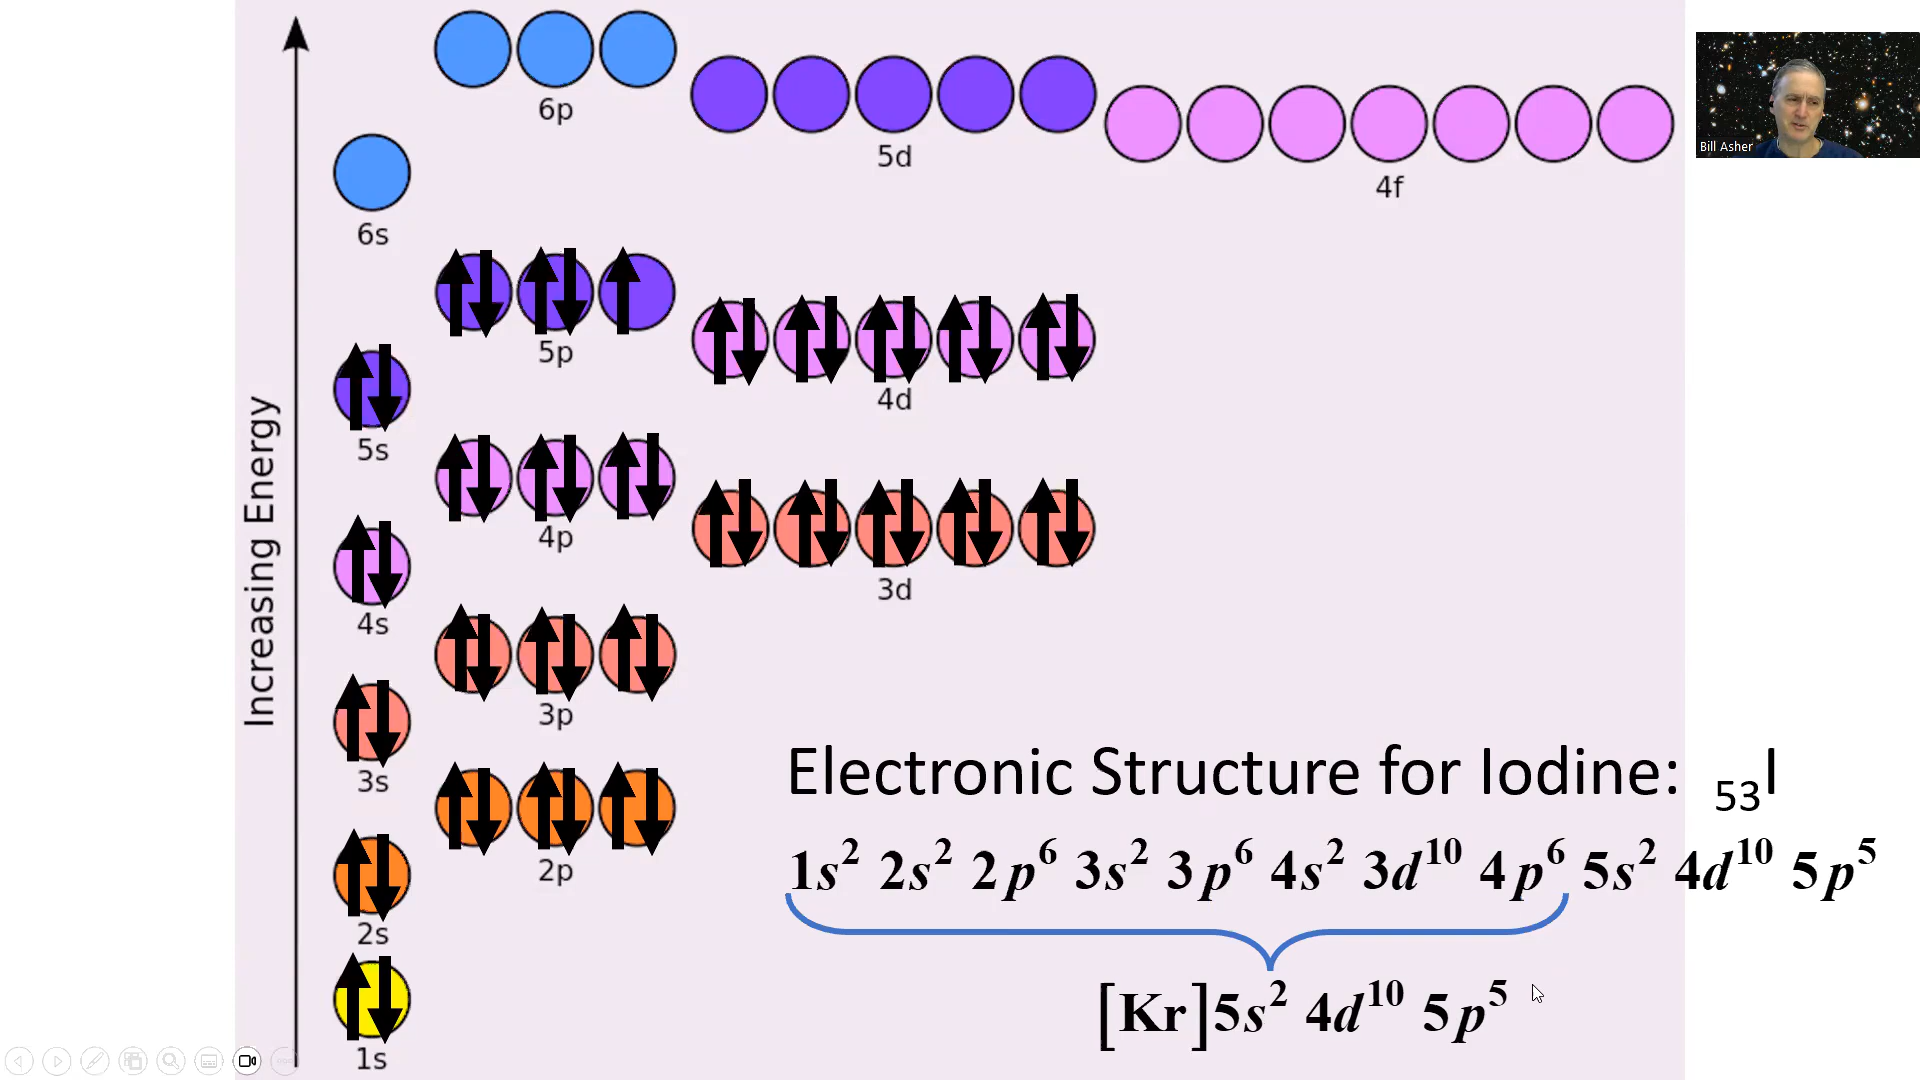 6p
5d
4f
6s
5p
4d
5s
4p
3d
4s
3p
3s
2p
2s
1s
Increasing Energy
Bill Asher
Electronic Structure for Iodine: ₅₃I
1s² 2s² 2p⁶ 3s² 3p⁶ 4s² 3d¹⁰ 4p⁶ 5s² 4d¹⁰ 5p⁵
[Kr]5s² 4d¹⁰ 5p⁵